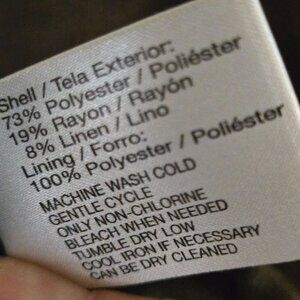 Shell / Tela Exterior:
73% Polyester / Poliéster
19% Rayon / Rayón
8% Linen / Lino
Lining / Forro:
100% Polyester / Poliéster
MACHINE WASH COLD
GENTLE CYCLE
ONLY NON-CHLORINE
BLEACH WHEN NEEDED
TUMBLE DRY LOW
COOL IRON IF NECESSARY
CAN BE DRY CLEANED